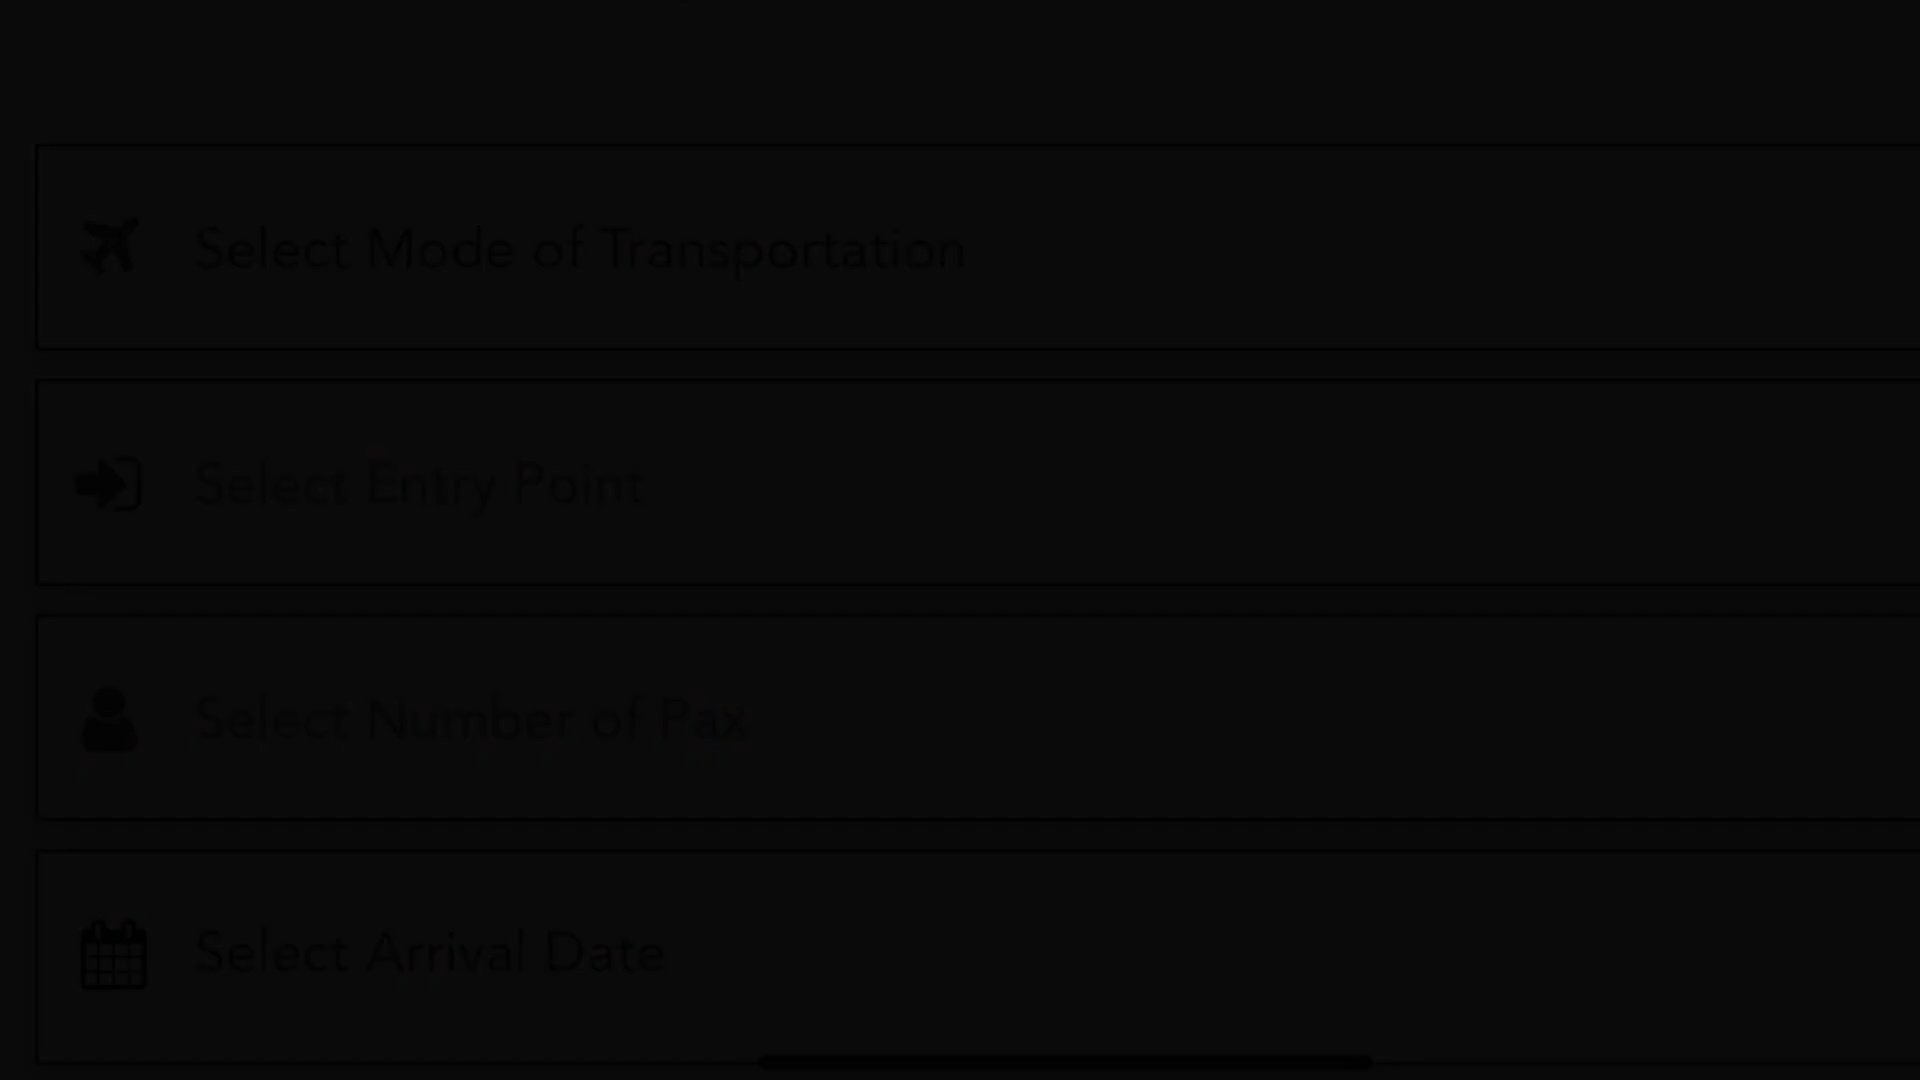 Select Mode of Transportation
Select Entry Point
Select Number of Pax
Select Arrival Date